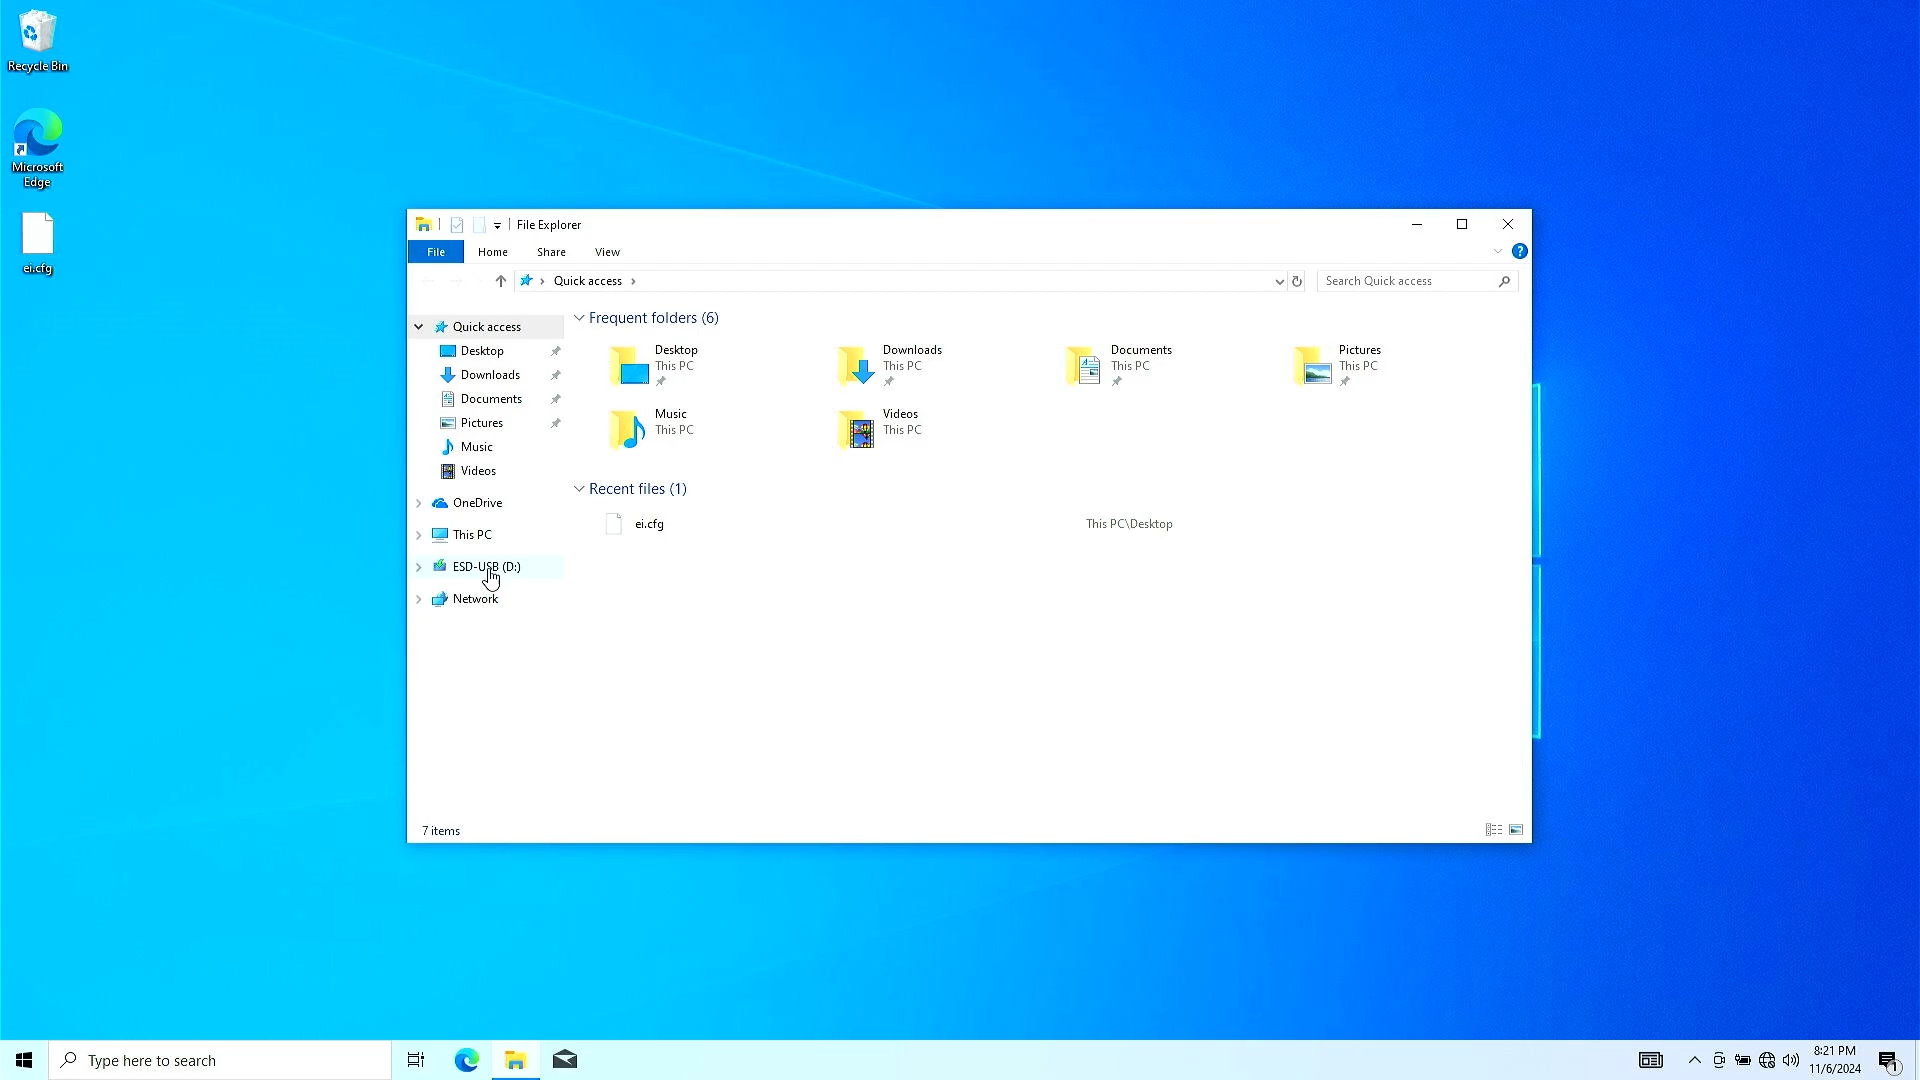 Recycle Bin
Microsoft
Edge
ei.cfg
File Explorer
File
Home
Share
View
Quick access
Search Quick access
Quick access
Desktop
Downloads
Documents
Pictures
Music
Videos
OneDrive
This PC
ESD-USB (D:)
Network
Frequent folders (6)
Desktop
This PC
Downloads
This PC
Documents
This PC
Pictures
This PC
Music
This PC
Videos
This PC
Recent files (1)
ei.cfg
This PC\Desktop
7 items
Type here to search
8:21 PM
11/6/2024
1